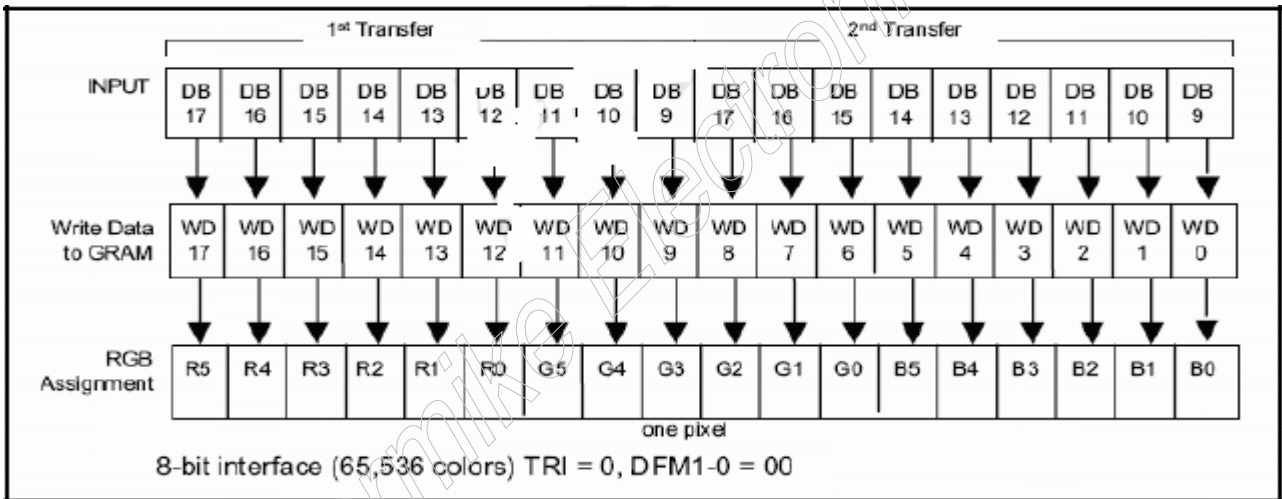 1st Transfer 2nd Transfer
INPUT DB 17 DB 16 DB 15 DB 14 DB 13 DB 12 DB 11 DB 10 DB 9 DB 17 DB 16 DB 15 DB 14 DB 13 DB 12 DB 11 DB 10 DB 9
Write Data to GRAM WD 17 WD 16 WD 15 WD 14 WD 13 WD 12 WD 11 WD 10 WD 9 WD 8 WD 7 WD 6 WD 5 WD 4 WD 3 WD 2 WD 1 WD 0
RGB Assignment R5 R4 R3 R2 R1 R0 G5 G4 G3 G2 G1 G0 B5 B4 B3 B2 B1 B0
one pixel
8-bit interface (65,536 colors) TRI = 0, DFM1-0 = 00